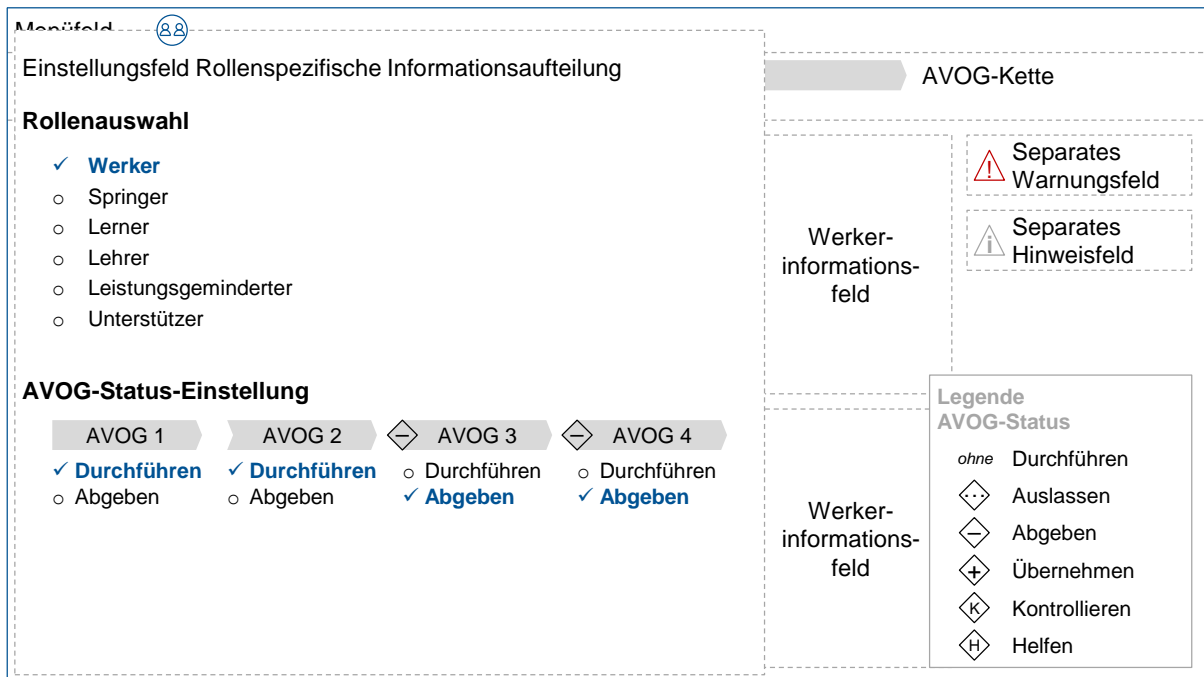 Menüfeld
Einstellungsfeld Rollenspezifische Informationsaufteilung
AVOG-Kette
Rollenauswahl
✓ Werker
o Springer
o Lerner
o Lehrer
o Leistungsgeminderter
o Unterstützer
Werker-
informations-
feld
Separates
Warnungsfeld
Separates
Hinweisfeld
AVOG-Status-Einstellung
AVOG 1
✓ Durchführen
o Abgeben
AVOG 2
✓ Durchführen
o Abgeben
AVOG 3
o Durchführen
✓ Abgeben
AVOG 4
o Durchführen
✓ Abgeben
Werker-
informations-
feld
Legende
AVOG-Status
ohne Durchführen
Auslassen
Abgeben
Übernehmen
K Kontrollieren
H Helfen